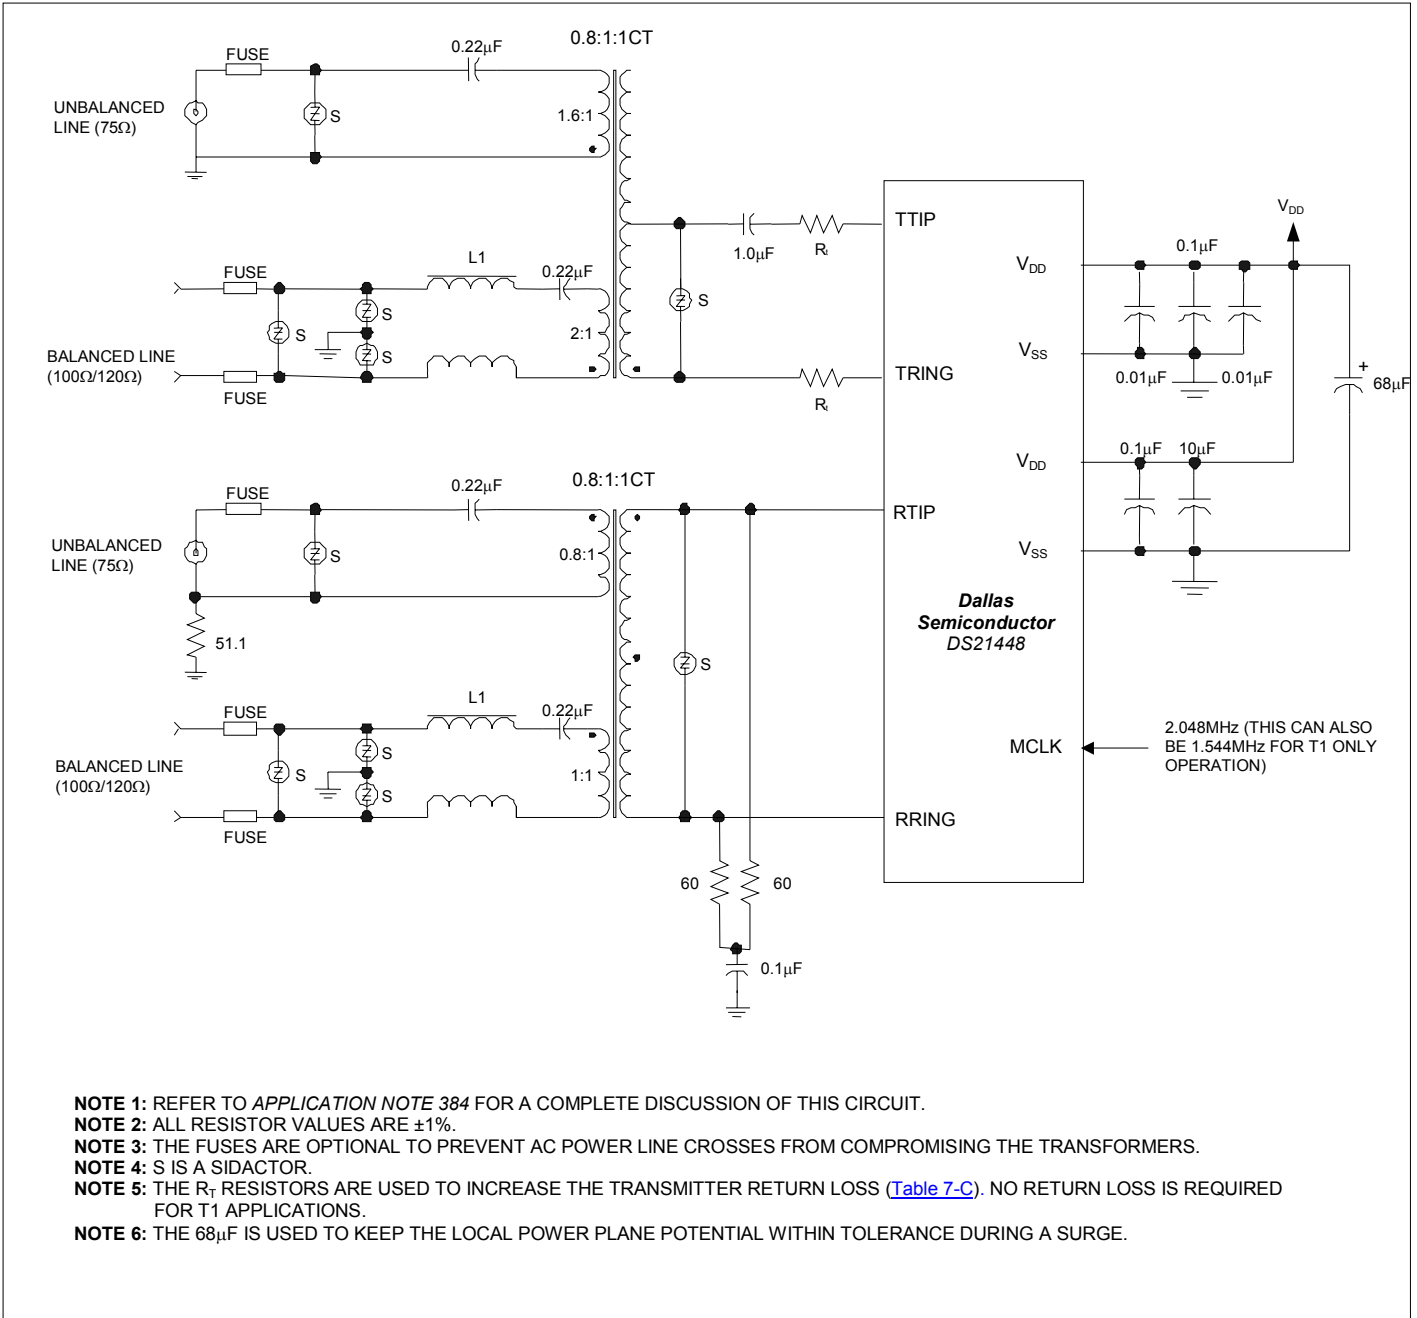 0.8:1:1CT
0.22µF
FUSE
UNBALANCED
LINE (75Ω)
S
1.6:1
TTIP
1.0µF
Rt
L1
FUSE
0.22µF
S
S
S
S
2:1
BALANCED LINE
(100Ω/120Ω)
FUSE
TRING
Rt
VDD
0.1µF
VDD
VSS
0.01µF
0.01µF
+
68µF
VDD
0.1µF
10µF
VSS
0.8:1:1CT
0.22µF
FUSE
RTIP
UNBALANCED
LINE (75Ω)
S
0.8:1
51.1
Dallas
Semiconductor
DS21448
S
L1
FUSE
0.22µF
S
S
S
1:1
BALANCED LINE
(100Ω/120Ω)
FUSE
MCLK
2.048MHz (THIS CAN ALSO
BE 1.544MHz FOR T1 ONLY
OPERATION)
RRING
60
60
0.1µF
NOTE 1: REFER TO APPLICATION NOTE 384 FOR A COMPLETE DISCUSSION OF THIS CIRCUIT.
NOTE 2: ALL RESISTOR VALUES ARE ±1%.
NOTE 3: THE FUSES ARE OPTIONAL TO PREVENT AC POWER LINE CROSSES FROM COMPROMISING THE TRANSFORMERS.
NOTE 4: S IS A SIDACTOR.
NOTE 5: THE RT RESISTORS ARE USED TO INCREASE THE TRANSMITTER RETURN LOSS (Table 7-C). NO RETURN LOSS IS REQUIRED
FOR T1 APPLICATIONS.
NOTE 6: THE 68µF IS USED TO KEEP THE LOCAL POWER PLANE POTENTIAL WITHIN TOLERANCE DURING A SURGE.